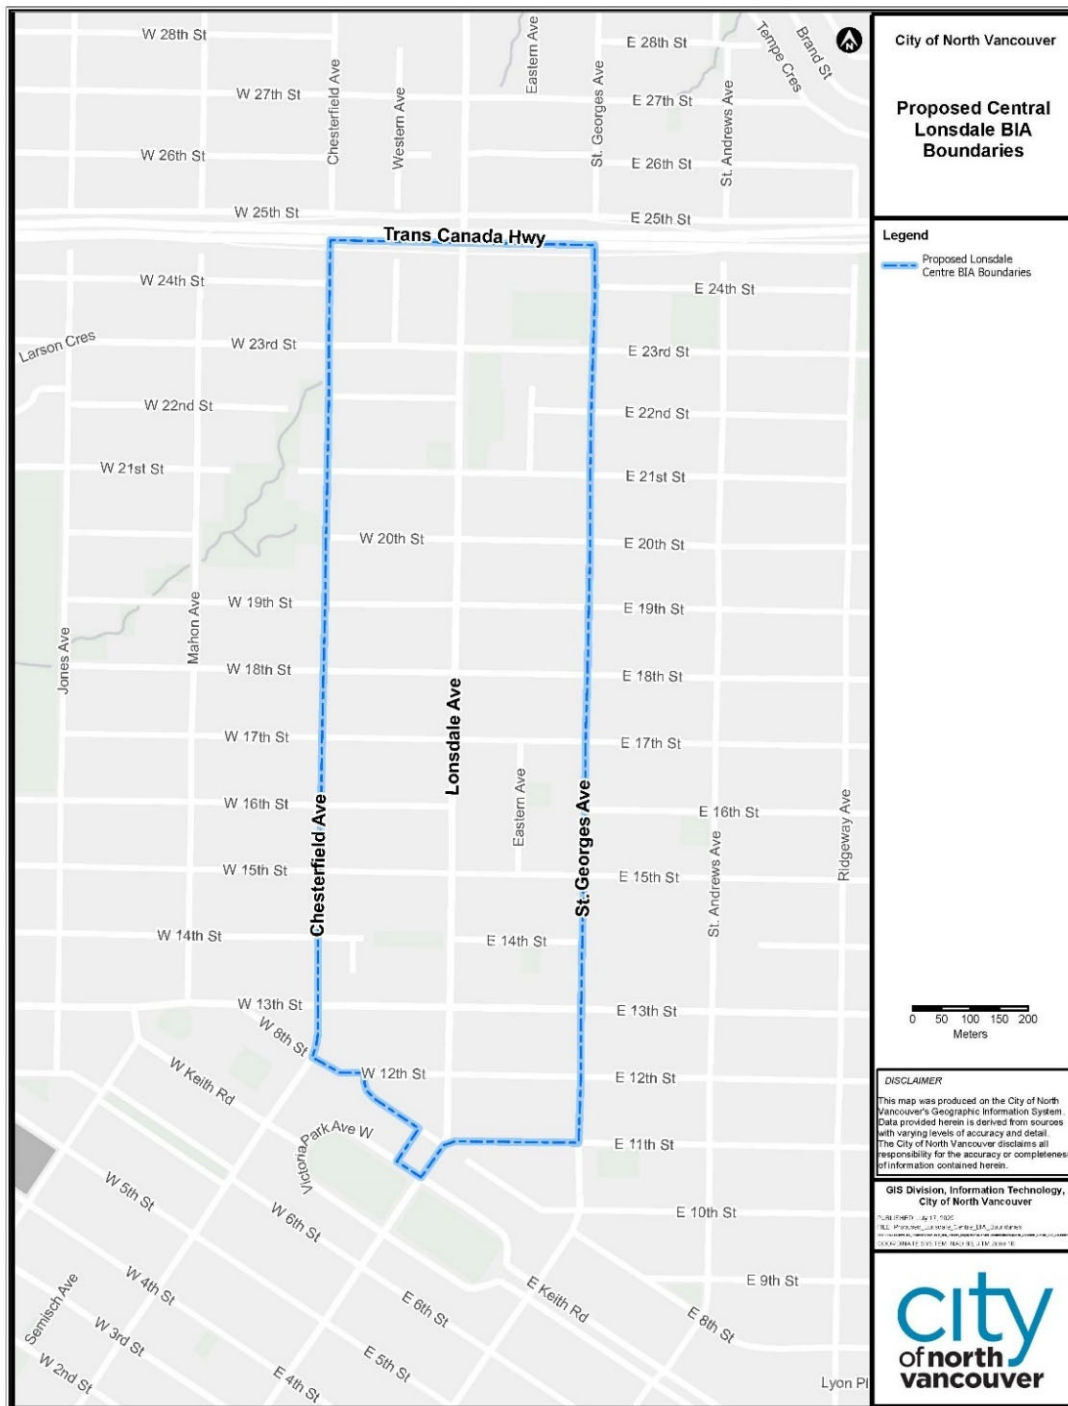 W 28th St
Eastern Ave
E 28th St
Tempe Cres
Brand St
Chesterfield Ave
Western Ave
St. Georges Ave
St. Andrews Ave
W 27th St
E 27th St
W 26th St
E 26th St
W 25th St
E 25th St
Trans Canada Hwy
W 24th St
E 24th St
Larson Cres
W 23rd St
E 23rd St
W 22nd St
E 22nd St
W 21st St
E 21st St
W 20th St
E 20th St
Mahon Ave
W 19th St
E 19th St
Jones Ave
W 18th St
E 18th St
Lonsdale Ave
W 17th St
E 17th St
Eastern Ave
W 16th St
E 16th St
Chesterfield Ave
St. Georges Ave
St. Andrews Ave
Ridgeway Ave
W 15th St
E 15th St
W 14th St
E 14th St
W 13th St
E 13th St
W 8th St
W 12th St
E 12th St
W Keith Rd
Victoria Park Ave W
E 11th St
W 5th St
W 6th St
E 10th St
E 9th St
Semisch Ave
W 4th St
E 6th St
E Keith Rd
E 8th St
W 3rd St
E 5th St
W 2nd St
E 4th St
Lyon Pl
N
City of North Vancouver
Proposed Central
Lonsdale BIA
Boundaries
Legend
Proposed Lonsdale
Centre BIA Boundaries
0 50 100 150 200
Meters
DISCLAIMER
This map was produced on the City of North
Vancouver's Geographic Information System.
Data provided herein is derived from sources
with varying levels of accuracy and detail.
The City of North Vancouver disclaims all
responsibility for the accuracy or completeness
of information contained herein.
GIS Division, Information Technology,
City of North Vancouver
city
of north
vancouver